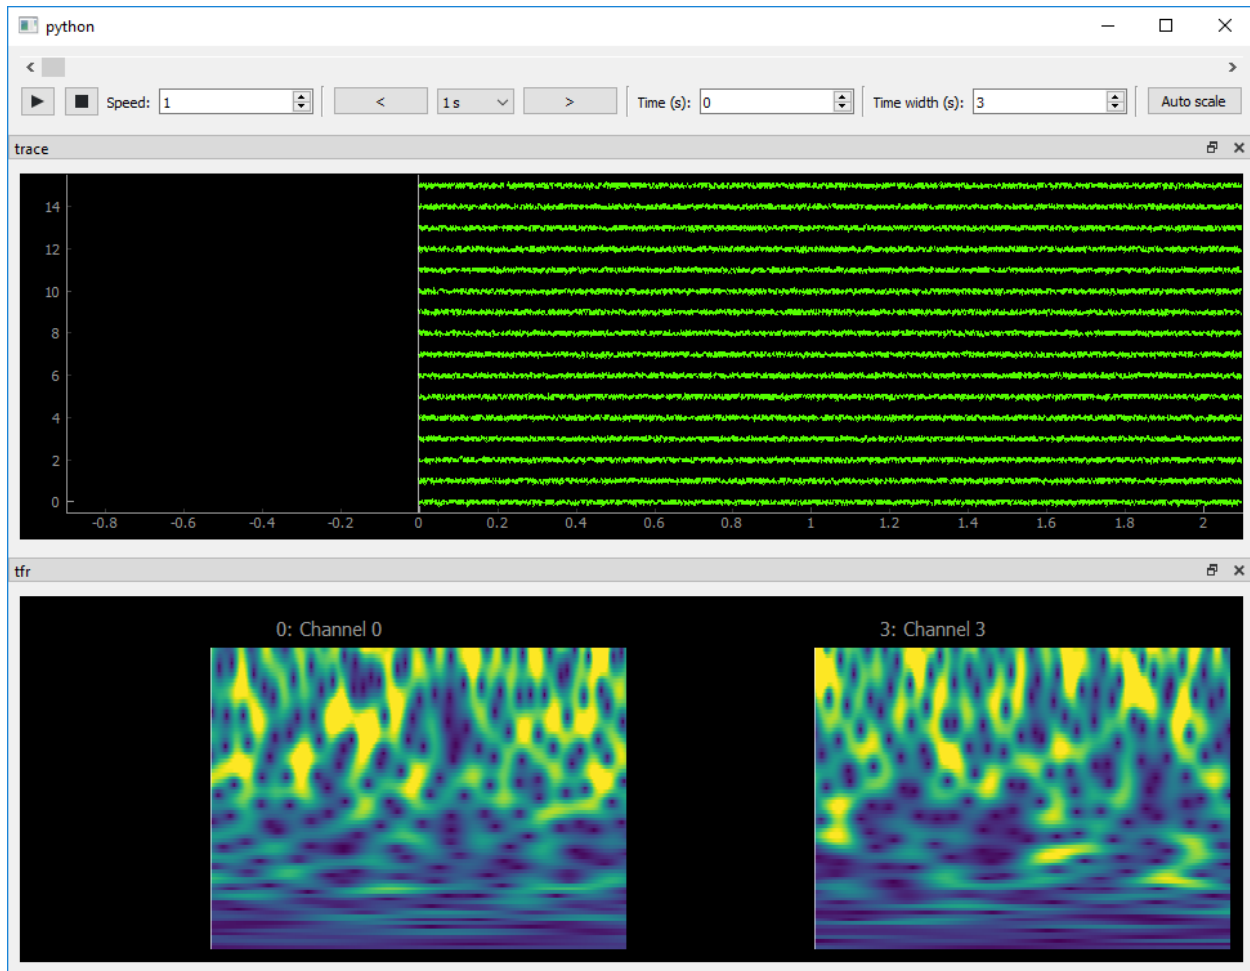 python
< >
Speed: 1 < 1 s > Time (s): 0 Time width (s): 3 Auto scale
trace
14
12
10
8
6
4
2
0
-0.8 -0.6 -0.4 -0.2 0 0.2 0.4 0.6 0.8 1 1.2 1.4 1.6 1.8 2
tfr
0: Channel 0 3: Channel 3